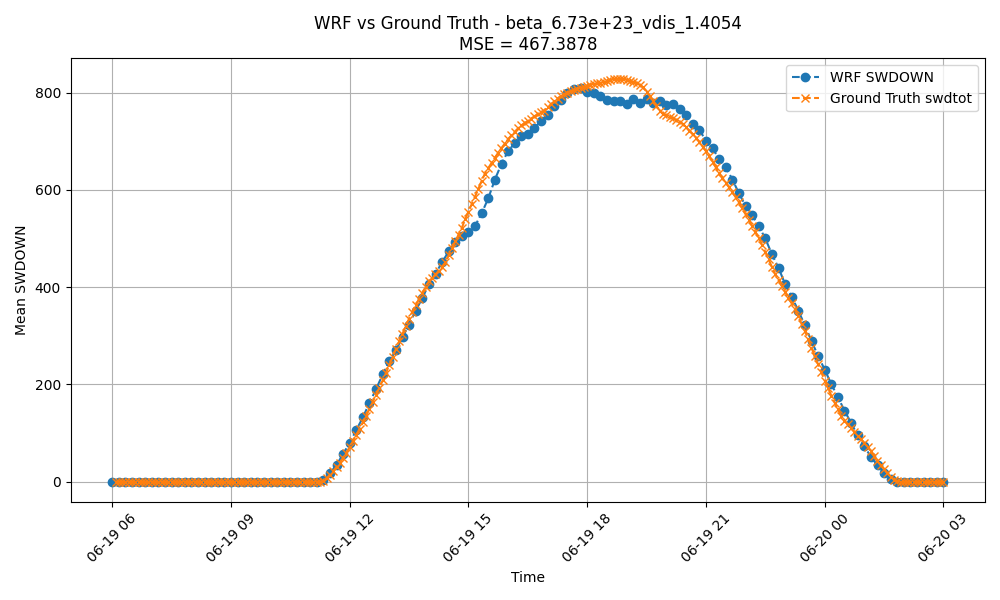 WRF vs Ground Truth - beta_6.73e+23_vdis_1.4054
MSE = 467.3878
WRF SWDOWN
Ground Truth swdtot
Mean SWDOWN
800
600
400
200
0
06-19 06
06-19 09
06-19 12
06-19 15
06-19 18
06-19 21
06-20 00
06-20 03
Time